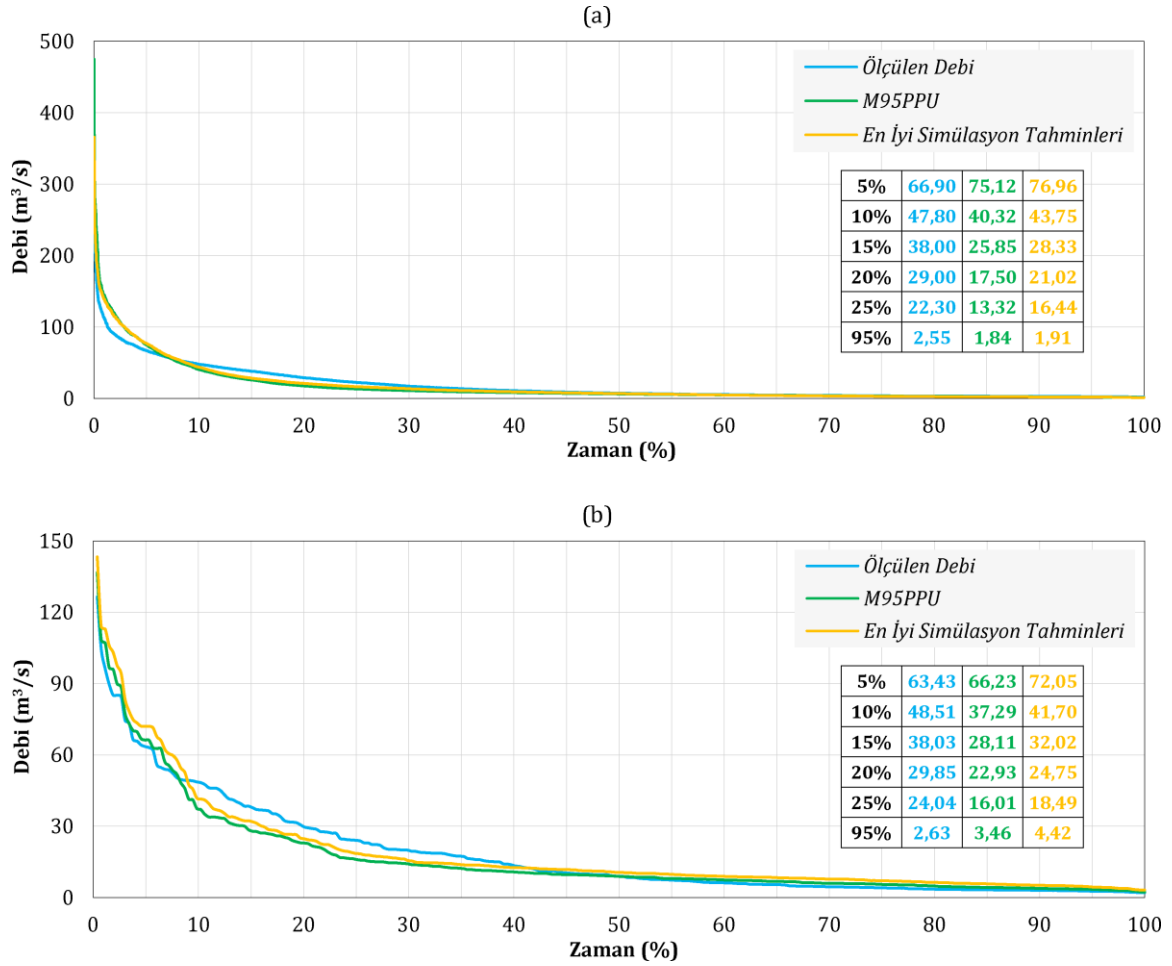 (a)
Debi (m³/s)
500
400
300
200
100
0
Ölçülen Debi
M95PPU
En İyi Simülasyon Tahminleri
5% 66,90 75,12 76,96
10% 47,80 40,32 43,75
15% 38,00 25,85 28,33
20% 29,00 17,50 21,02
25% 22,30 13,32 16,44
95% 2,55 1,84 1,91
0 10 20 30 40 50 60 70 80 90 100
Zaman (%)
(b)
Debi (m³/s)
150
120
90
60
30
0
Ölçülen Debi
M95PPU
En İyi Simülasyon Tahminleri
5% 63,43 66,23 72,05
10% 48,51 37,29 41,70
15% 38,03 28,11 32,02
20% 29,85 22,93 24,75
25% 24,04 16,01 18,49
95% 2,63 3,46 4,42
0 10 20 30 40 50 60 70 80 90 100
Zaman (%)